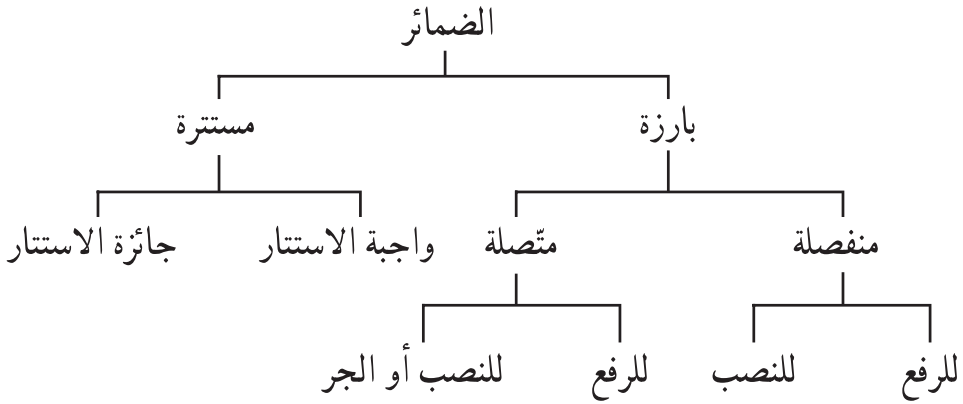 الضمائر
بارزة مستترة
منفصلة متّصلة واجبة الاستتار جائزة الاستتار
للرفع للنصب للرفع للنصب أو الجر